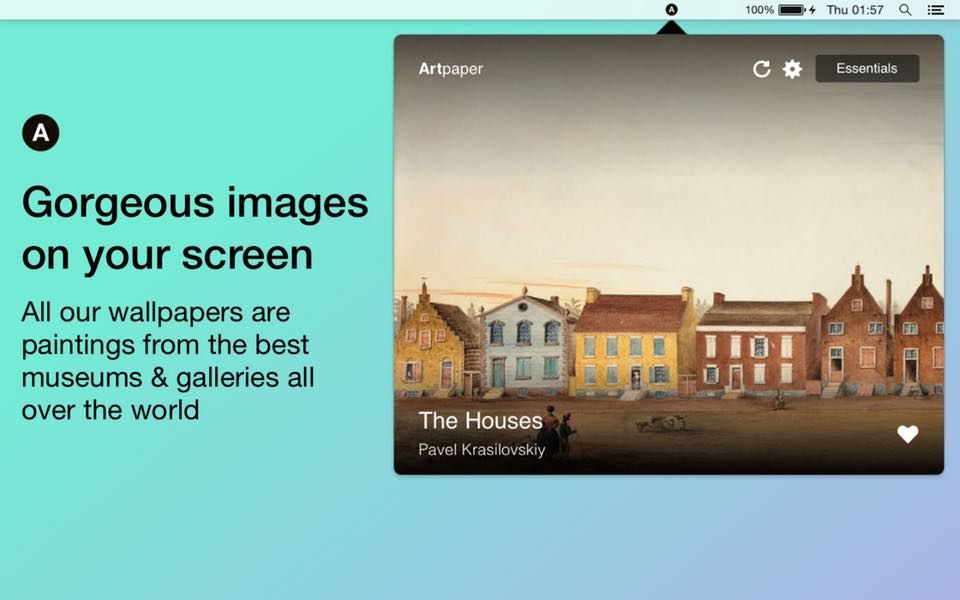 A
100%
Thu 01:57
Artpaper
Essentials
A
Gorgeous images
on your screen
All our wallpapers are
paintings from the best
museums & galleries all
over the world
The Houses
Pavel Krasilovskiy